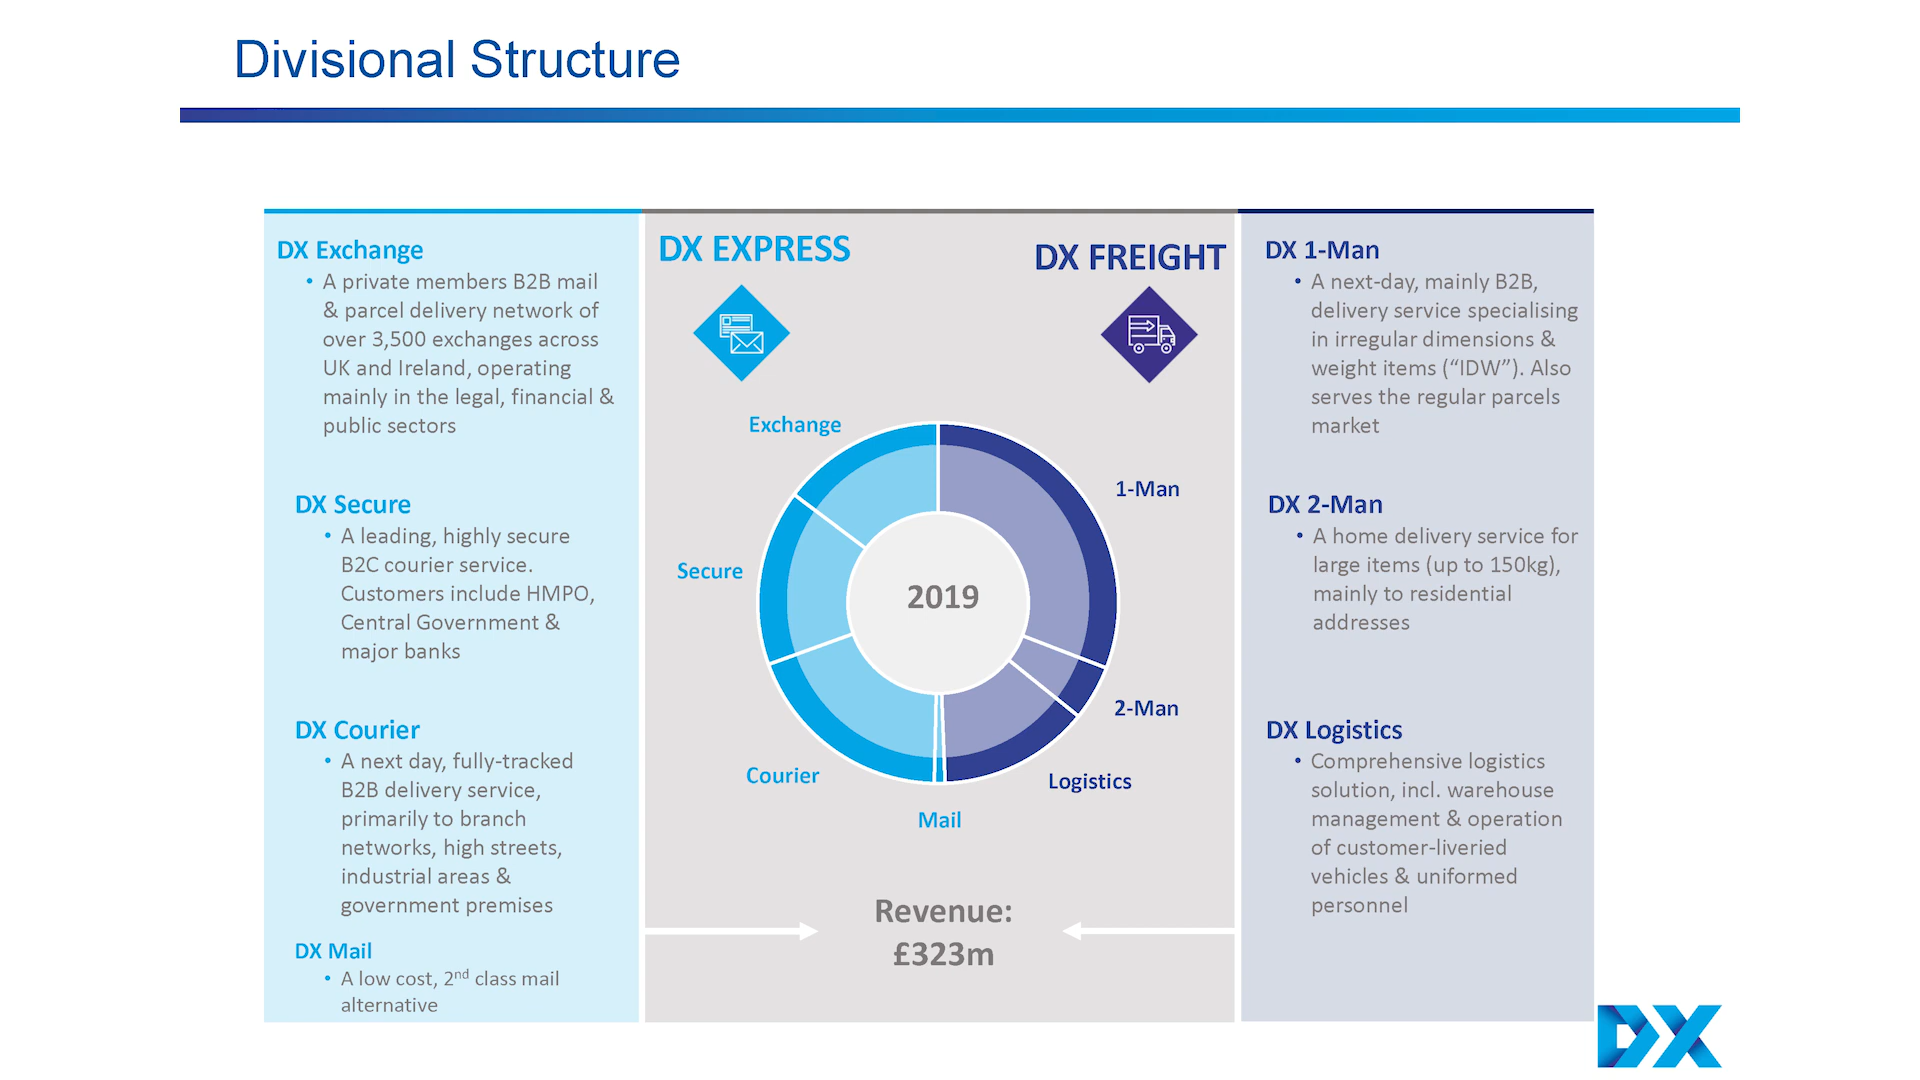 Divisional Structure
DX Exchange
• A private members B2B mail
& parcel delivery network of
over 3,500 exchanges across
UK and Ireland, operating
mainly in the legal, financial &
public sectors
DX Secure
• A leading, highly secure
B2C courier service.
Customers include HMPO,
Central Government &
major banks
DX Courier
• A next day, fully-tracked
B2B delivery service,
primarily to branch
networks, high streets,
industrial areas &
government premises
DX Mail
• A low cost, 2nd class mail
alternative
DX EXPRESS
DX FREIGHT
Exchange
1-Man
Secure
2019
2-Man
Courier
Logistics
Mail
Revenue:
£323m
DX 1-Man
• A next-day, mainly B2B,
delivery service specialising
in irregular dimensions &
weight items (“IDW”). Also
serves the regular parcels
market
DX 2-Man
• A home delivery service for
large items (up to 150kg),
mainly to residential
addresses
DX Logistics
• Comprehensive logistics
solution, incl. warehouse
management & operation
of customer-liveried
vehicles & uniformed
personnel
DX